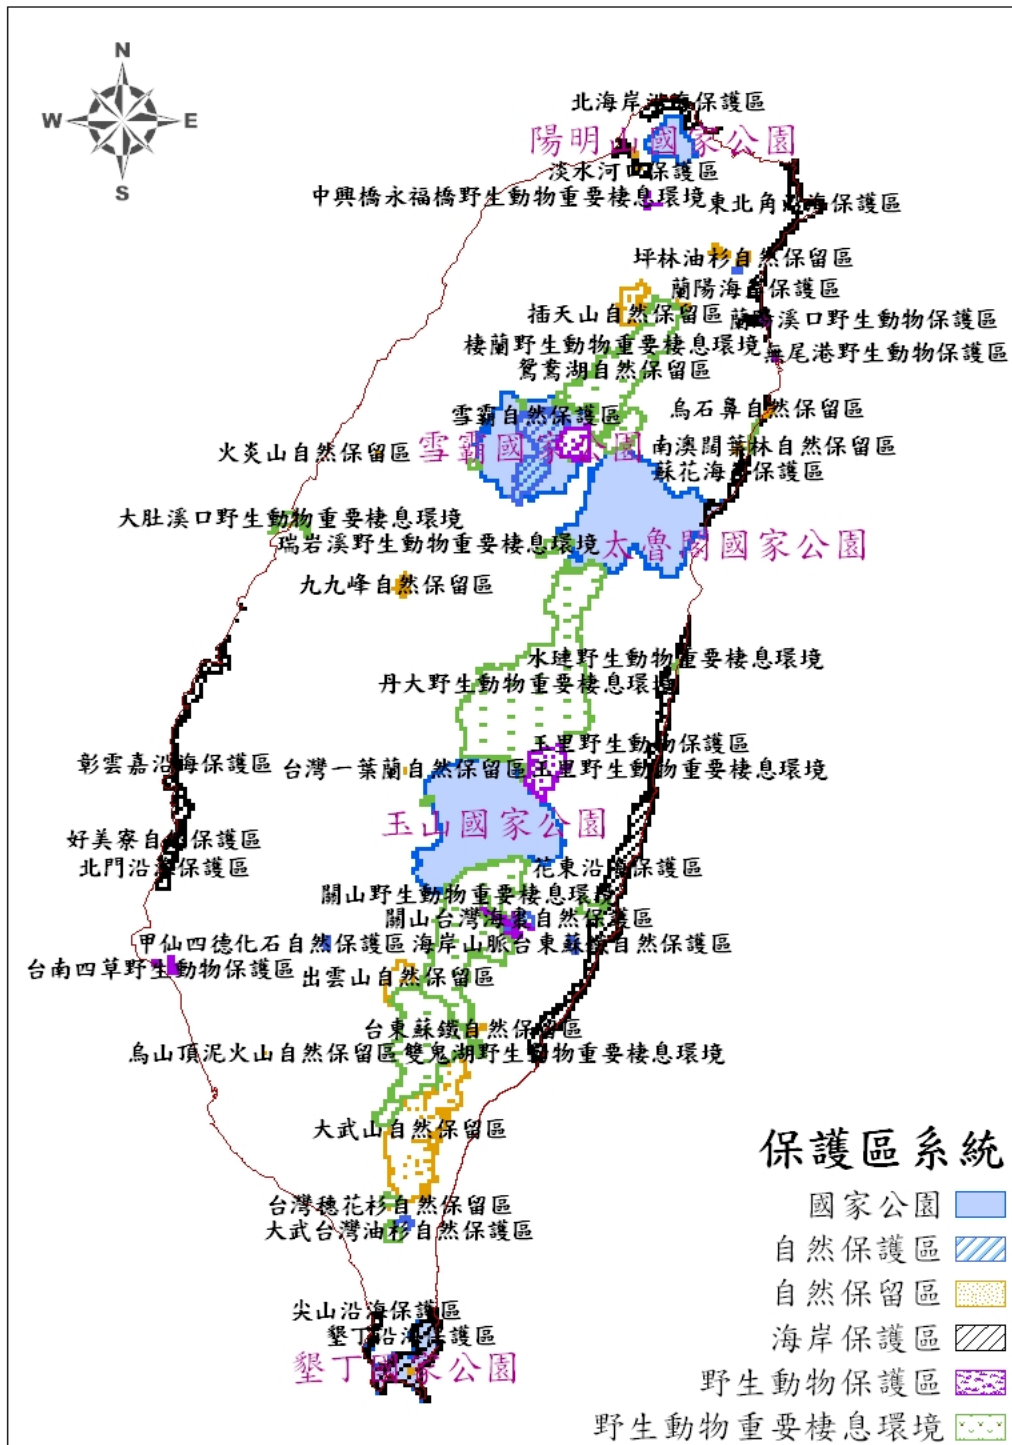 N
W E
S
北海岸沿海保護區
陽明山國家公園
淡水河口保護區
中興橋永福橋野生動物重要棲息環境
東北角沿海保護區
坪林油杉自然保留區
蘭陽海岸保護區
插天山自然保留區
蘭陽溪口野生動物保護區
棲蘭野生動物重要棲息環境
無尾港野生動物保護區
鴛鴦湖自然保留區
雪霸自然保護區
烏石鼻自然保留區
火炎山自然保留區
雪霸國家公園
南澳闊葉林自然保留區
蘇花海岸保護區
大肚溪口野生動物重要棲息環境
瑞岩溪野生動物重要棲息環境
太魯閣國家公園
九九峰自然保留區
水璉野生動物重要棲息環境
丹大野生動物重要棲息環境
玉里野生動物保護區
彰雲嘉沿海保護區
台灣一葉蘭自然保留區
玉里野生動物重要棲息環境
玉山國家公園
好美寮自然保護區
北門沿海保護區
花東沿海保護區
關山野生動物重要棲息環境
關山台灣海棗自然保護區
甲仙四德化石自然保護區
海岸山脈台東蘇鐵自然保護區
台南四草野生動物保護區
出雲山自然保留區
台東蘇鐵自然保留區
烏山頂泥火山自然保留區
雙鬼湖野生動物重要棲息環境
大武山自然保留區
台灣穗花杉自然保留區
大武台灣油杉自然保護區
尖山沿海保護區
墾丁沿海保護區
墾丁國家公園
保護區系統
國家公園
自然保護區
自然保留區
海岸保護區
野生動物保護區
野生動物重要棲息環境